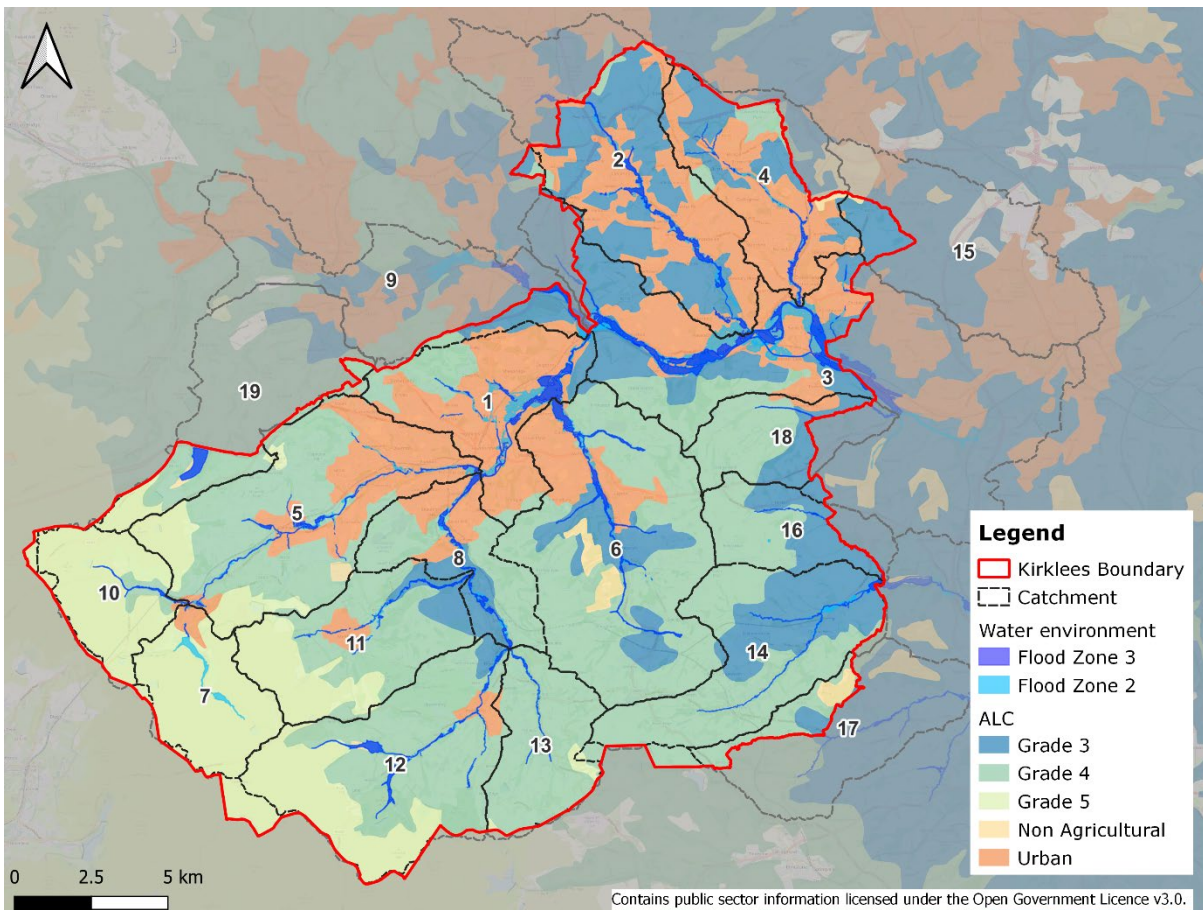 2
4
15
9
3
19
1
18
5
16
6
8
10
11
14
7
17
13
12
Legend
Kirklees Boundary
Catchment
Water environment
Flood Zone 3
Flood Zone 2
ALC
Grade 3
Grade 4
Grade 5
Non Agricultural
Urban
0 2.5 5 km
Contains public sector information licensed under the Open Government Licence v3.0.